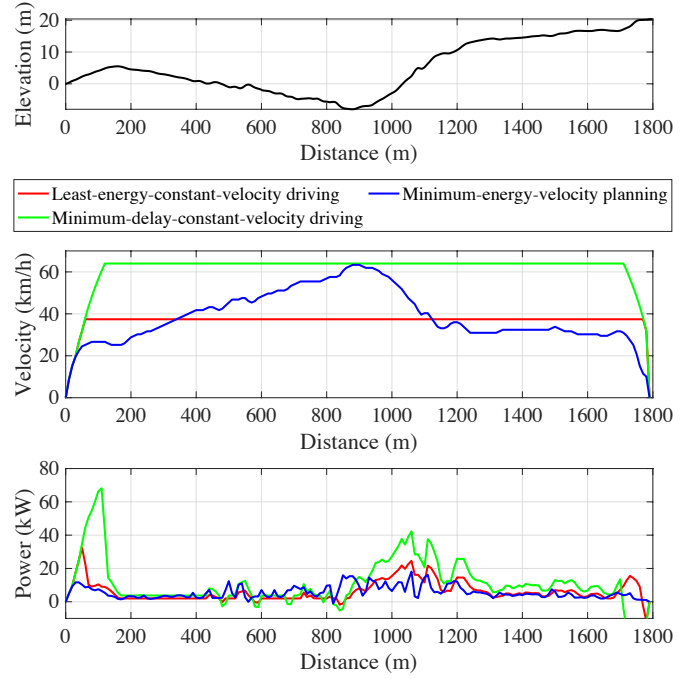 Elevation (m)
20
0
0 200 400 600 800 1000 1200 1400 1600 1800
Distance (m)
Least-energy-constant-velocity driving Minimum-energy-velocity planning
Minimum-delay-constant-velocity driving
Velocity (km/h)
60
40
20
0
0 200 400 600 800 1000 1200 1400 1600 1800
Distance (m)
Power (kW)
80
60
40
20
0
0 200 400 600 800 1000 1200 1400 1600 1800
Distance (m)